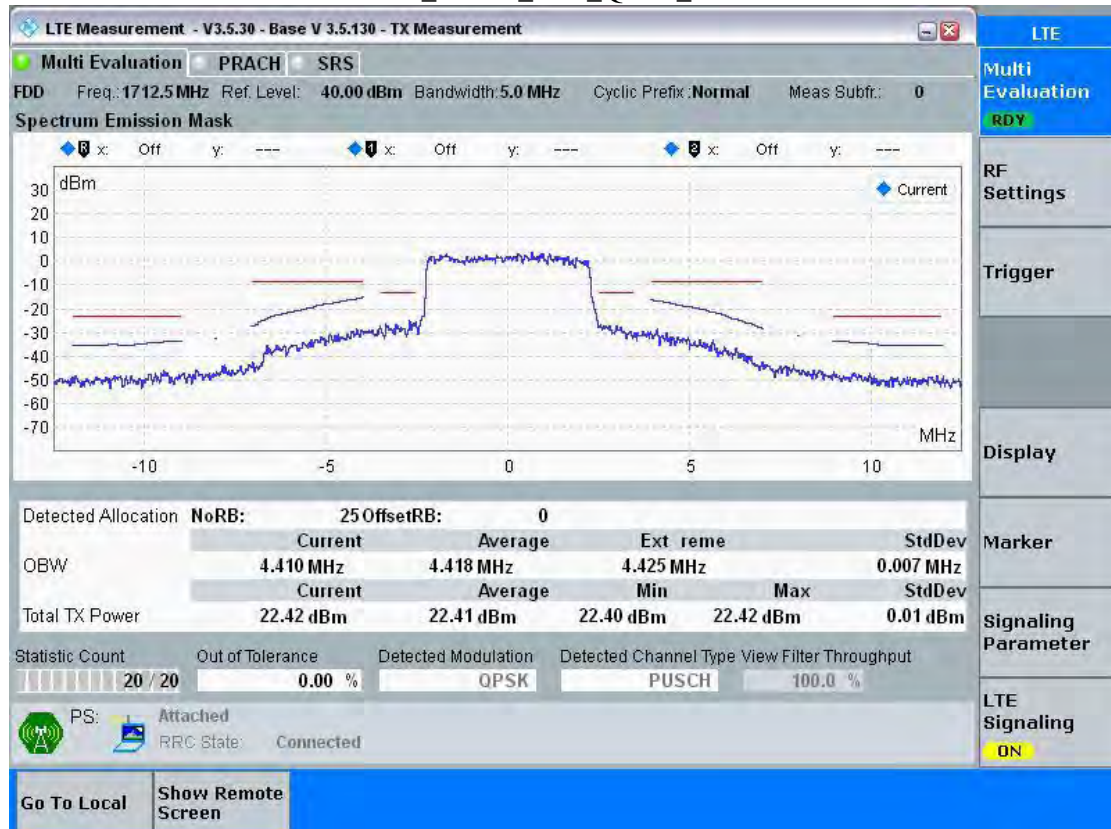 LTE Measurement - V3.5.30 - Base V 3.5.130 - TX Measurement
LTE
Multi Evaluation PRACH SRS
FDD Freq.: 1712.5 MHz Ref. Level: 40.00 dBm Bandwidth: 5.0 MHz Cyclic Prefix : Normal Meas Subfr.: 0
Spectrum Emission Mask
R x: Off y: --- 1 x: Off y: --- 2 x: Off y: ---
dBm
Current
30
20
10
0
-10
-20
-30
-40
-50
-60
-70
MHz
-10 -5 0 5 10
Detected Allocation NoRB: 25 OffsetRB: 0
Current Average Ext reme StdDev
OBW 4.410 MHz 4.418 MHz 4.425 MHz 0.007 MHz
Current Average Min Max StdDev
Total TX Power 22.42 dBm 22.41 dBm 22.40 dBm 22.42 dBm 0.01 dBm
Statistic Count Out of Tolerance Detected Modulation Detected Channel Type View Filter Throughput
20 / 20 0.00 % QPSK PUSCH 100.0 %
PS: Attached
RRC State: Connected
Multi
Evaluation
RDY
RF
Settings
Trigger
Display
Marker
Signaling
Parameter
LTE
Signaling
ON
Go To Local
Show Remote
Screen